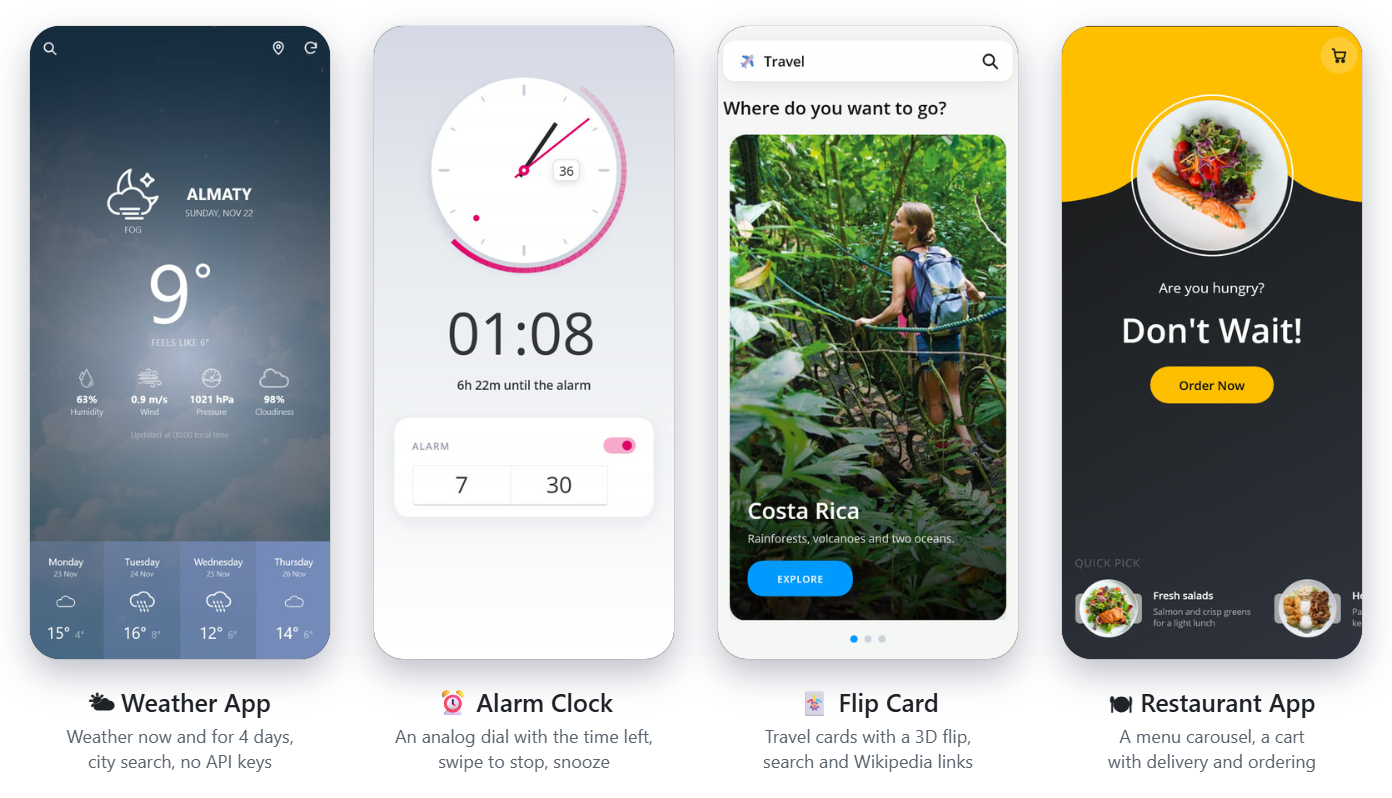 ALMATY
SUNDAY, NOV 22
FOG
9°
FEELS LIKE 6°
63%
Humidity
0.9 m/s
Wind
1021 hPa
Pressure
98%
Cloudiness
Updated at 00:00 local time
Monday
23 Nov
15° 4°
Tuesday
24 Nov
16° 8°
Wednesday
25 Nov
12° 6°
Thursday
26 Nov
14° 6°
Weather App
Weather now and for 4 days,
city search, no API keys
36
01:08
6h 22m until the alarm
ALARM
7
30
Alarm Clock
An analog dial with the time left,
swipe to stop, snooze
Travel
Where do you want to go?
Costa Rica
Rainforests, volcanoes and two oceans.
EXPLORE
Flip Card
Travel cards with a 3D flip,
search and Wikipedia links
Are you hungry?
Don't Wait!
Order Now
QUICK PICK
Fresh salads
Salmon and crisp greens
for a light lunch
Restaurant App
A menu carousel, a cart
with delivery and ordering